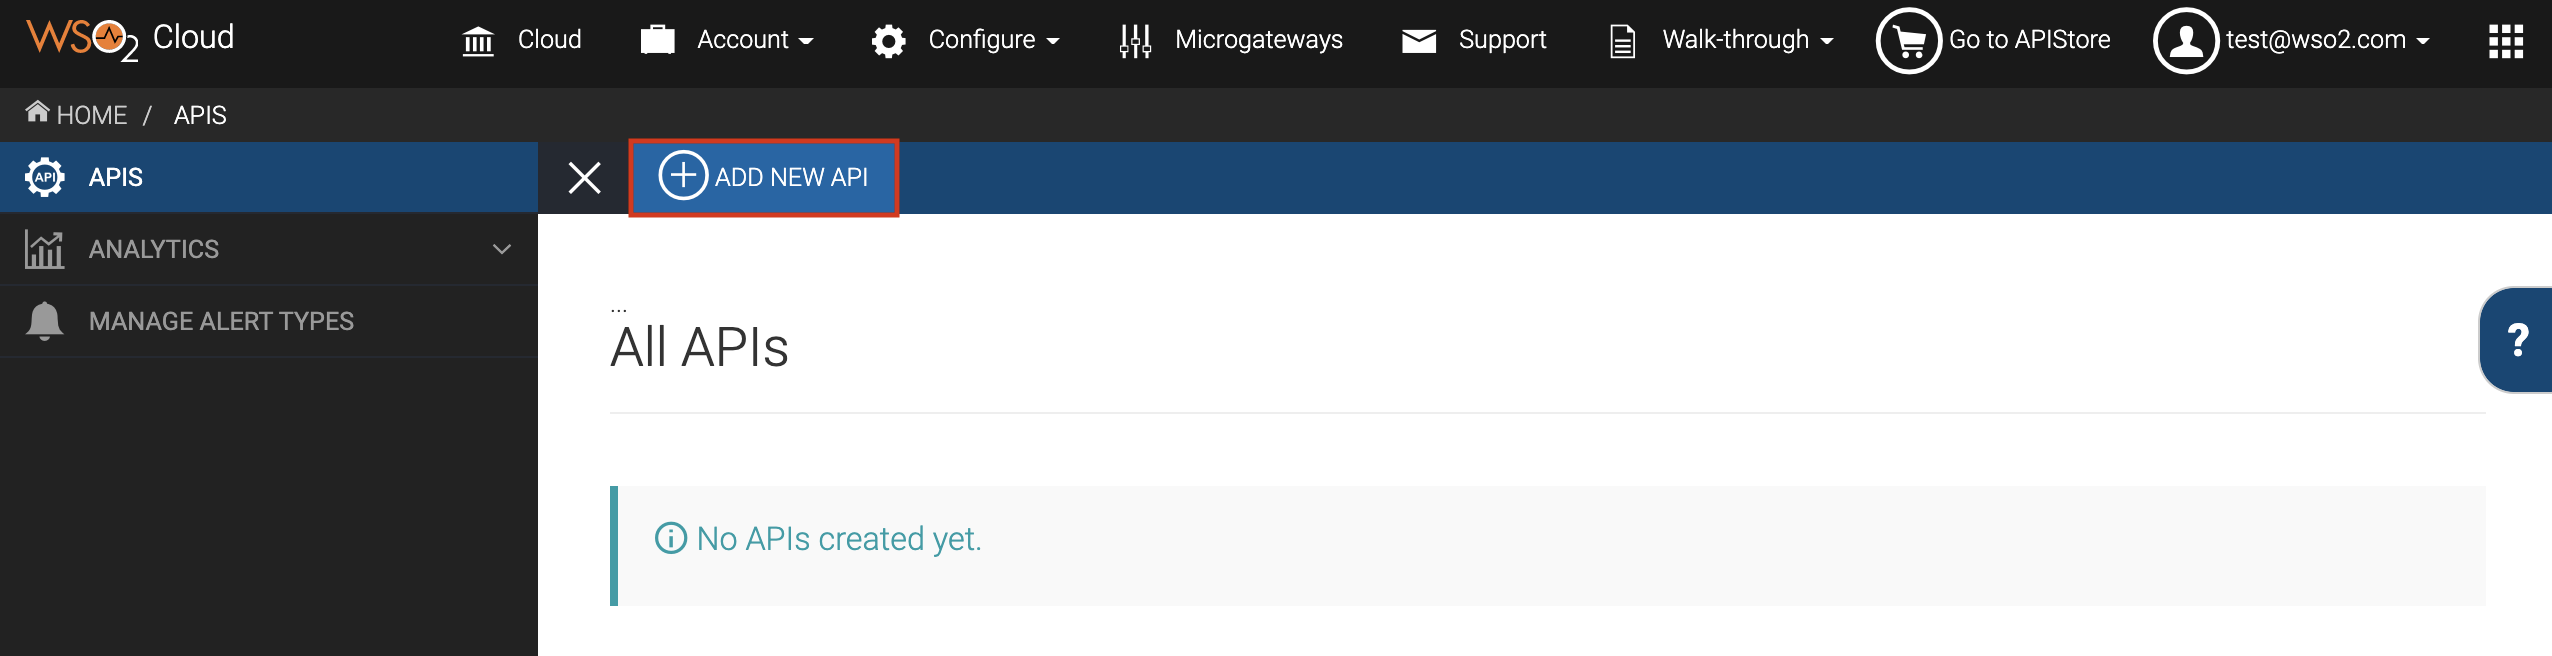 WSO2 Cloud
Cloud
Account
Configure
Microgateways
Support
Walk-through
Go to APIStore
test@wso2.com
HOME / APIS
API APIS
ADD NEW API
ANALYTICS
MANAGE ALERT TYPES
...
All APIs
?
No APIs created yet.